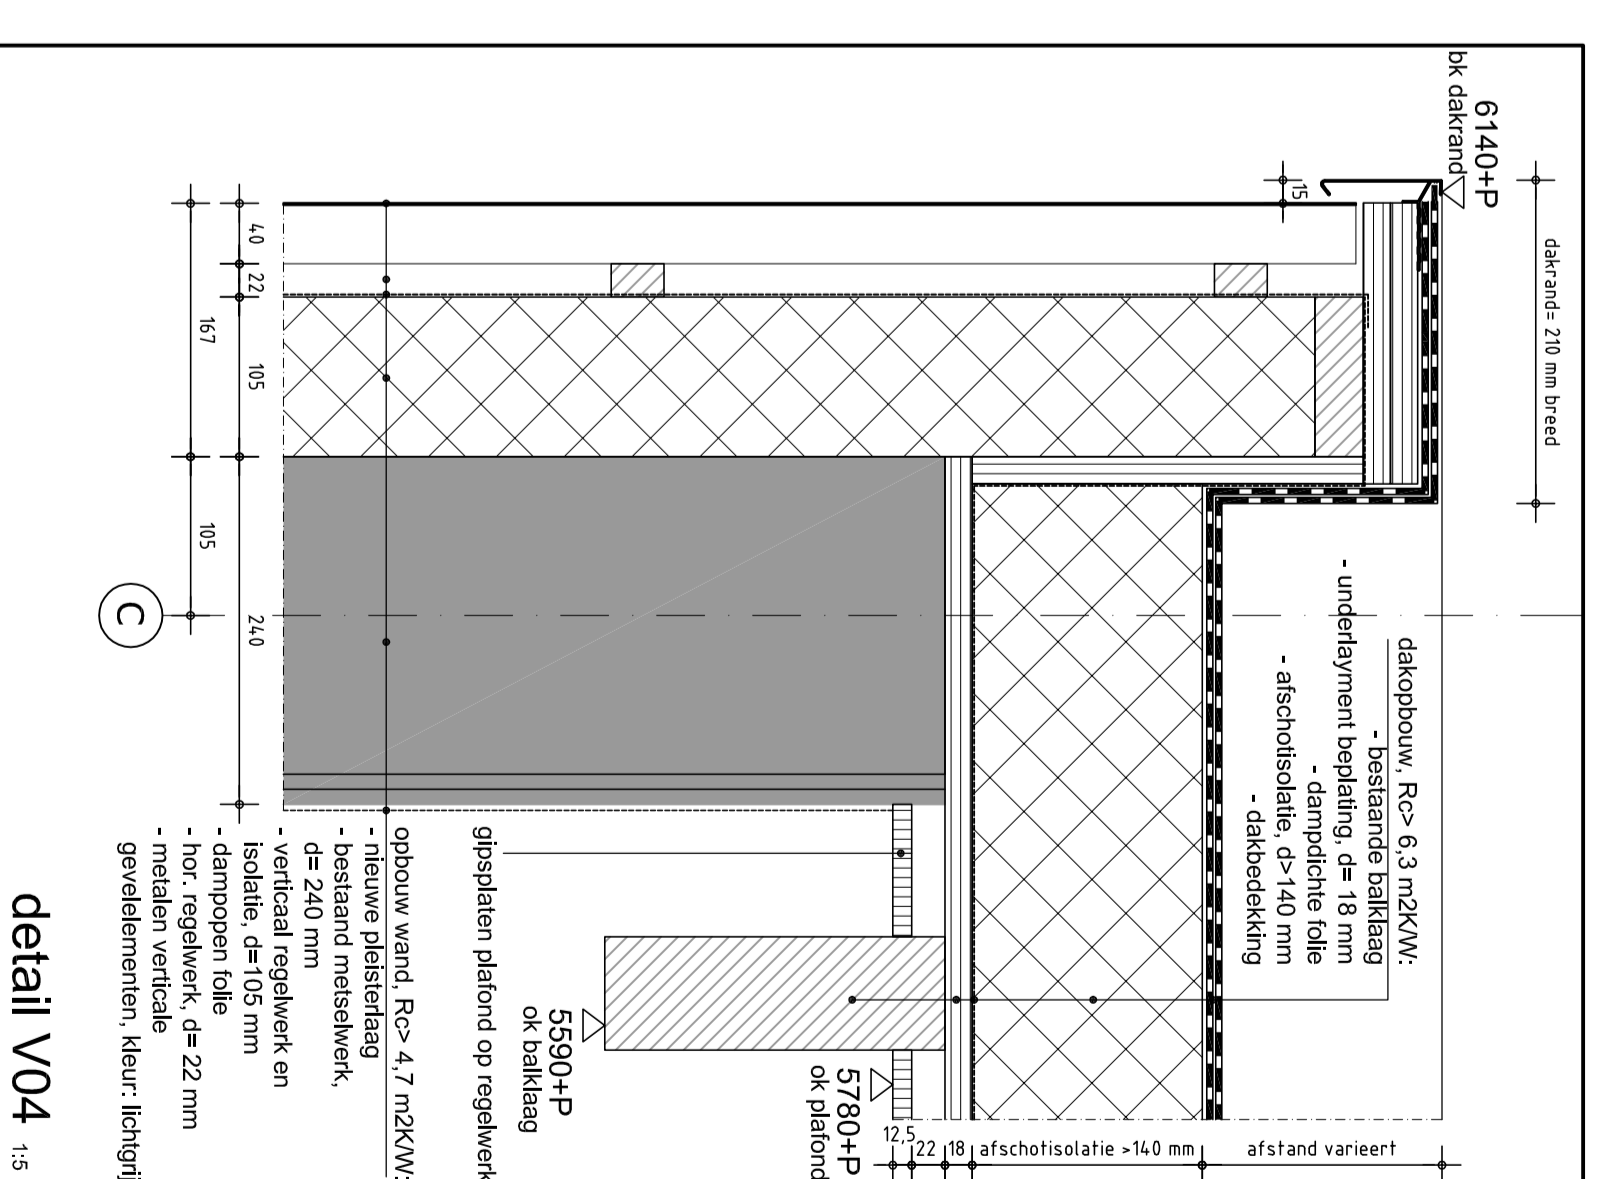 6140+P
bk dakrand
dakrand= 210 mm breed
15
40
22
105
240
167
105
C
dakopbouw, Rc> 6,3 m2K/W:
- bestaande balklaag
- underlayment beplating, d= 18 mm
- dampdichte folie
- afschotisolatie, d>140 mm
- dakbedekking
afstand varieert
afschotisolatie >140 mm
18
22
12,5
5780+P
ok plafond
5590+P
ok balklaag
gipsplaten plafond op regelwerk
opbouw wand, Rc> 4,7 m2K/W:
- nieuwe pleisterlaag
- bestaand metselwerk,
d= 240 mm
- verticaal regelwerk en
isolatie, d=105 mm
- dampopen folie
- hor. regelwerk, d= 22 mm
- metalen verticale
gevelelementen, kleur: lichtgrij
detail V04 1:5